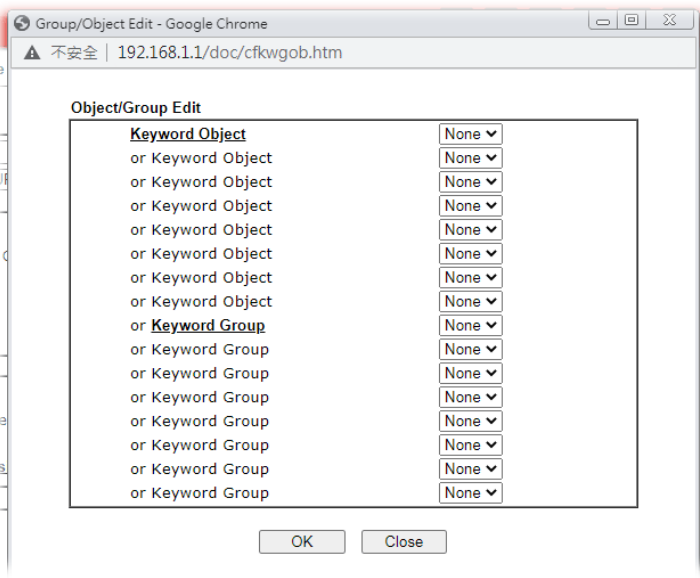 Group/Object Edit - Google Chrome
不安全 | 192.168.1.1/doc/cfkwgob.htm
Object/Group Edit
Keyword Object None
or Keyword Object None
or Keyword Object None
or Keyword Object None
or Keyword Object None
or Keyword Object None
or Keyword Object None
or Keyword Object None
or Keyword Group None
or Keyword Group None
or Keyword Group None
or Keyword Group None
or Keyword Group None
or Keyword Group None
or Keyword Group None
or Keyword Group None
OK Close